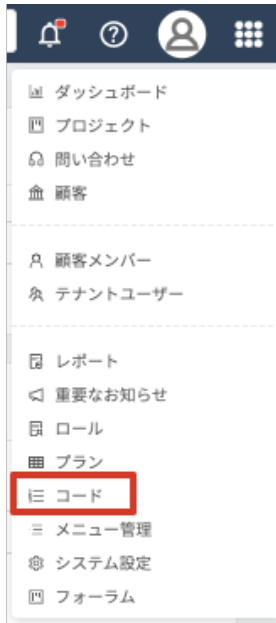 ダッシュボード
プロジェクト
問い合わせ
顧客
顧客メンバー
テナントユーザー
レポート
重要なお知らせ
ロール
プラン
コード
メニュー管理
システム設定
フォーラム